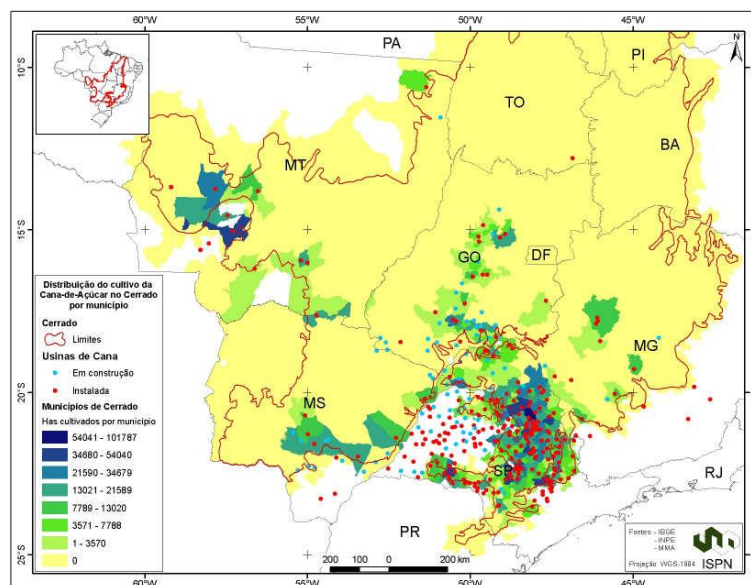 60°W 55°W 50°W 45°W
10°S
15°S
20°S
25°S
10°S
15°S
20°S
25°S
N
PA
PI
TO
BA
MT
GO
DF
MG
MS
SP
RJ
PR
Distribuição do cultivo da
Cana-de-Açúcar no Cerrado
por município
Cerrado
Limites
Usinas de Cana
Em construção
Instalada
Municípios de Cerrado
Has cultivados por município
54041 - 101787
34680 - 54040
21590 - 34679
13021 - 21589
7789 - 13020
3571 - 7788
1 - 3570
0
200 100 0 200 km
Fontes: - IBGE
- INPE
- MMA
Projeção WGS-1984
ISPN
60°W 55°W 50°W 45°W